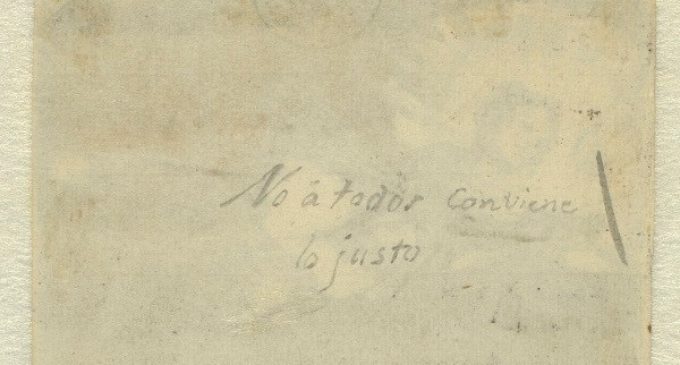 No á todos Conviene
lo justo